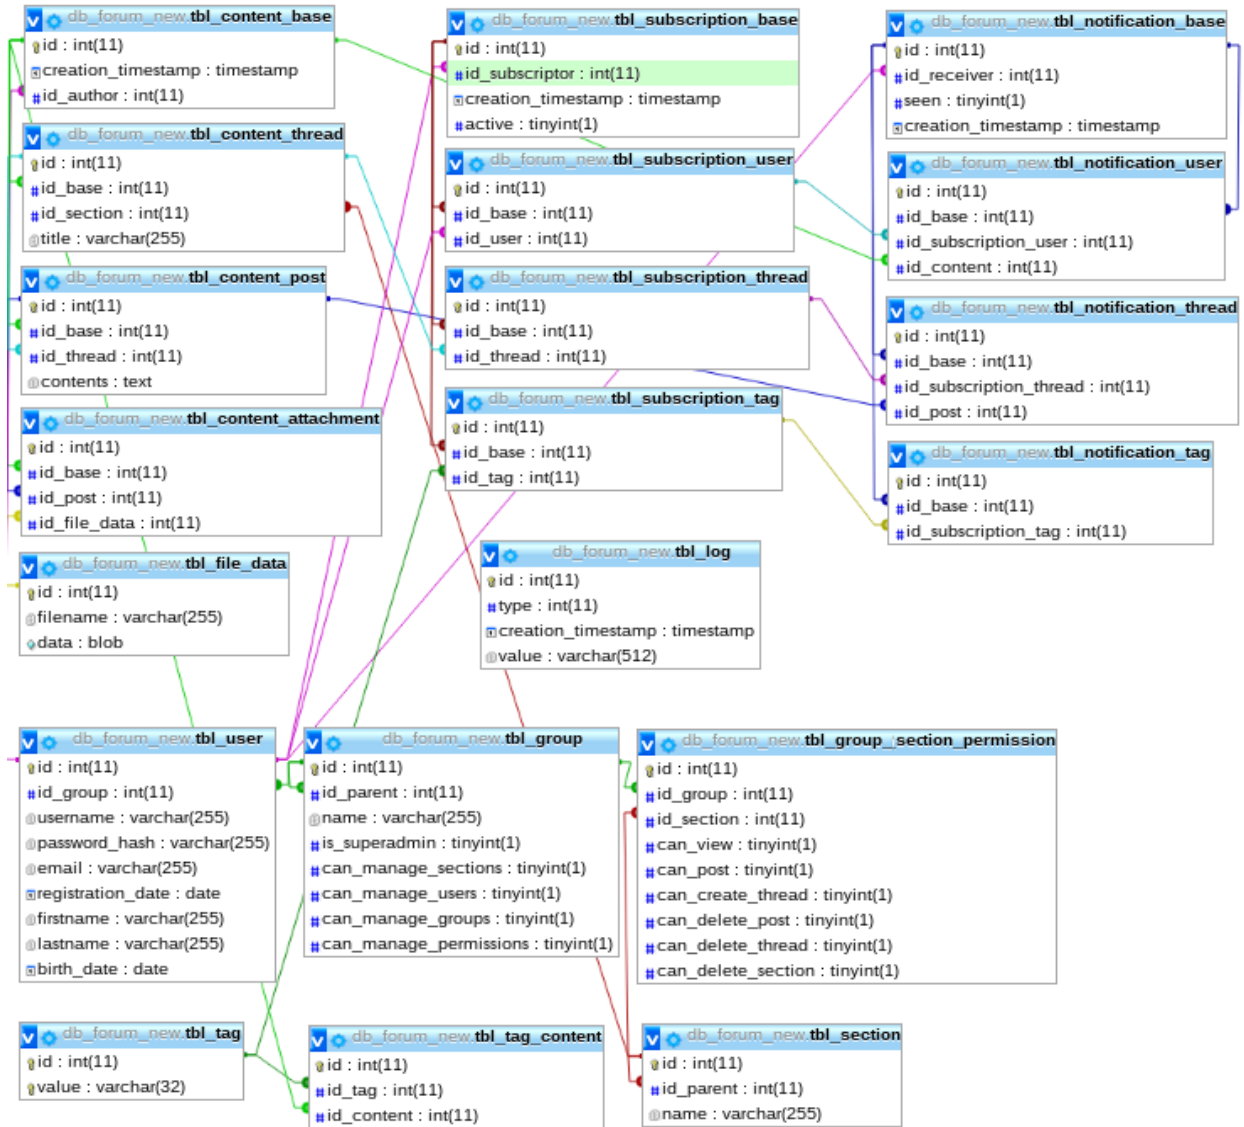 db_forum_new.tbl_content_base
id : int(11)
creation_timestamp : timestamp
id_author : int(11)
db_forum_new.tbl_content_thread
id : int(11)
id_base : int(11)
id_section : int(11)
title : varchar(255)
db_forum_new.tbl_content_post
id : int(11)
id_base : int(11)
id_thread : int(11)
contents : text
db_forum_new.tbl_content_attachment
id : int(11)
id_base : int(11)
id_post : int(11)
id_file_data : int(11)
db_forum_new.tbl_file_data
id : int(11)
filename : varchar(255)
data : blob
db_forum_new.tbl_subscription_base
id : int(11)
id_subscriptor : int(11)
creation_timestamp : timestamp
active : tinyint(1)
db_forum_new.tbl_subscription_user
id : int(11)
id_base : int(11)
id_user : int(11)
db_forum_new.tbl_subscription_thread
id : int(11)
id_base : int(11)
id_thread : int(11)
db_forum_new.tbl_subscription_tag
id : int(11)
id_base : int(11)
id_tag : int(11)
db_forum_new.tbl_log
id : int(11)
type : int(11)
creation_timestamp : timestamp
value : varchar(512)
db_forum_new.tbl_notification_base
id : int(11)
id_receiver : int(11)
seen : tinyint(1)
creation_timestamp : timestamp
db_forum_new.tbl_notification_user
id : int(11)
id_base : int(11)
id_subscription_user : int(11)
id_content : int(11)
db_forum_new.tbl_notification_thread
id : int(11)
id_base : int(11)
id_subscription_thread : int(11)
id_post : int(11)
db_forum_new.tbl_notification_tag
id : int(11)
id_base : int(11)
id_subscription_tag : int(11)
db_forum_new.tbl_user
id : int(11)
id_group : int(11)
username : varchar(255)
password_hash : varchar(255)
email : varchar(255)
registration_date : date
firstname : varchar(255)
lastname : varchar(255)
birth_date : date
db_forum_new.tbl_group
id : int(11)
id_parent : int(11)
name : varchar(255)
is_superadmin : tinyint(1)
can_manage_sections : tinyint(1)
can_manage_users : tinyint(1)
can_manage_groups : tinyint(1)
can_manage_permissions : tinyint(1)
db_forum_new.tbl_group_section_permission
id : int(11)
id_group : int(11)
id_section : int(11)
can_view : tinyint(1)
can_post : tinyint(1)
can_create_thread : tinyint(1)
can_delete_post : tinyint(1)
can_delete_thread : tinyint(1)
can_delete_section : tinyint(1)
db_forum_new.tbl_tag
id : int(11)
value : varchar(32)
db_forum_new.tbl_tag_content
id : int(11)
id_tag : int(11)
id_content : int(11)
db_forum_new.tbl_section
id : int(11)
id_parent : int(11)
name : varchar(255)